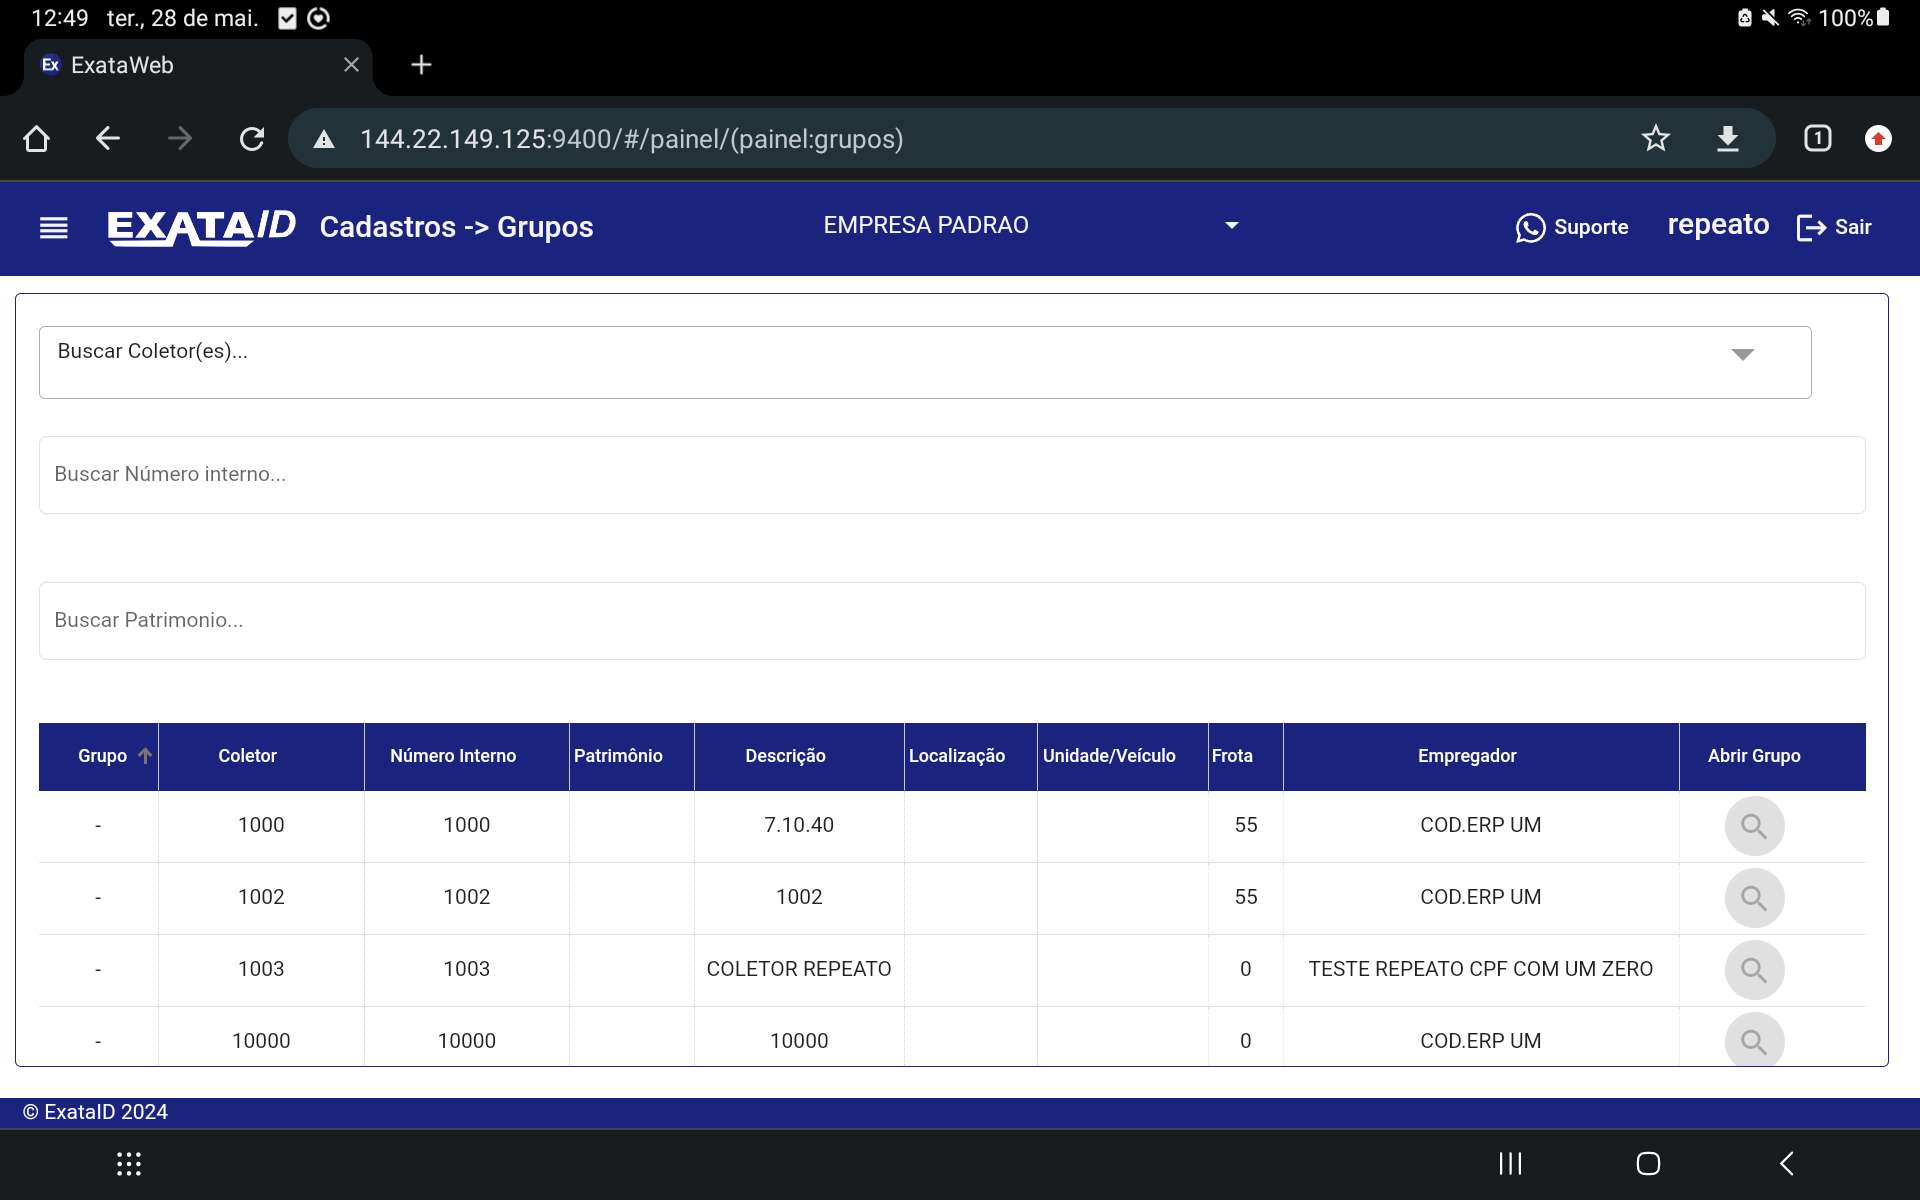 12:49 ter., 28 de mai. 100%
Ex ExataWeb
144.22.149.125:9400/#/painel/(painel:grupos) 1
EXATAID Cadastros -> Grupos EMPRESA PADRAO Suporte repeato Sair
Buscar Coletor(es)...
Buscar Número interno...
Buscar Patrimonio...
Grupo Coletor Número Interno Patrimônio Descrição Localização Unidade/Veículo Frota Empregador Abrir Grupo
- 1000 1000 7.10.40 55 COD.ERP UM
- 1002 1002 1002 55 COD.ERP UM
- 1003 1003 COLETOR REPEATO 0 TESTE REPEATO CPF COM UM ZERO
- 10000 10000 10000 0 COD.ERP UM
© ExataID 2024